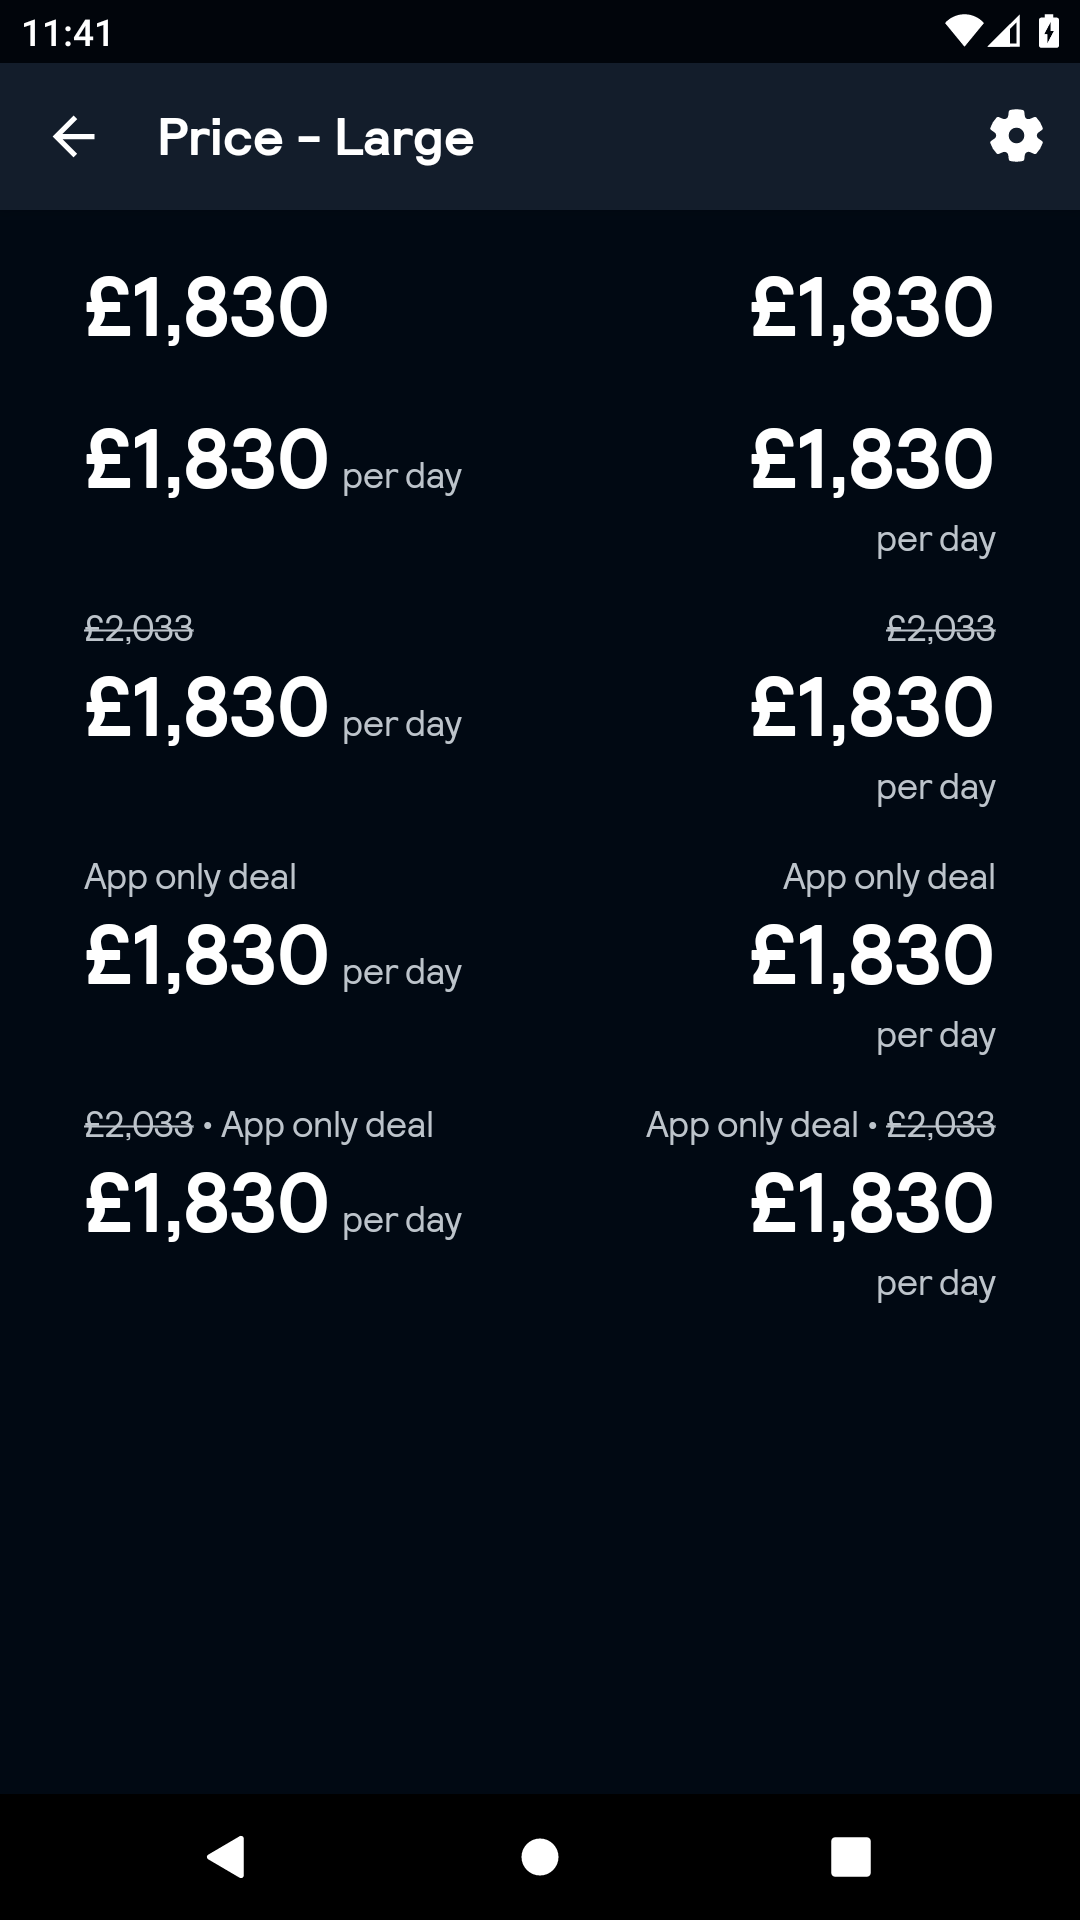 11:41
Price – Large
£1,830 £1,830
£1,830 per day £1,830
per day
£2,033 £2,033
£1,830 per day £1,830
per day
App only deal App only deal
£1,830 per day £1,830
per day
£2,033 • App only deal App only deal • £2,033
£1,830 per day £1,830
per day